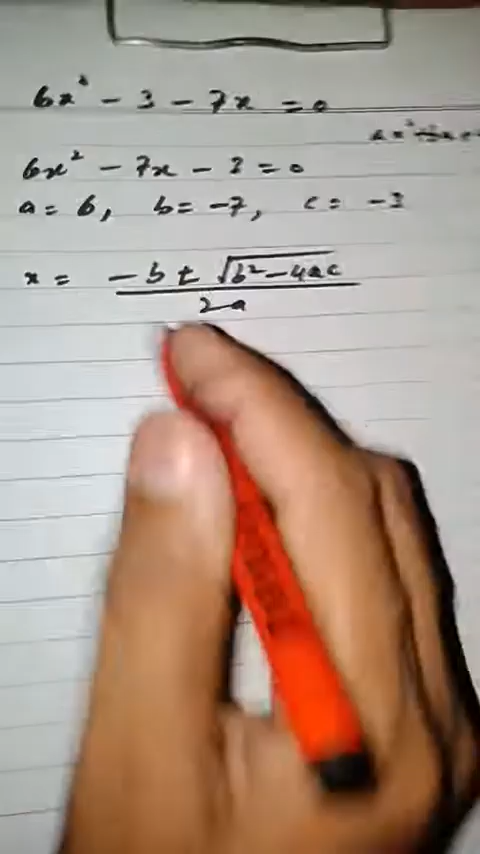 6x² - 3 - 7x = 0
6x² - 7x - 3 = 0
a = 6, b = -7, c = -3
x = -b ± √b² - 4ac / 2a